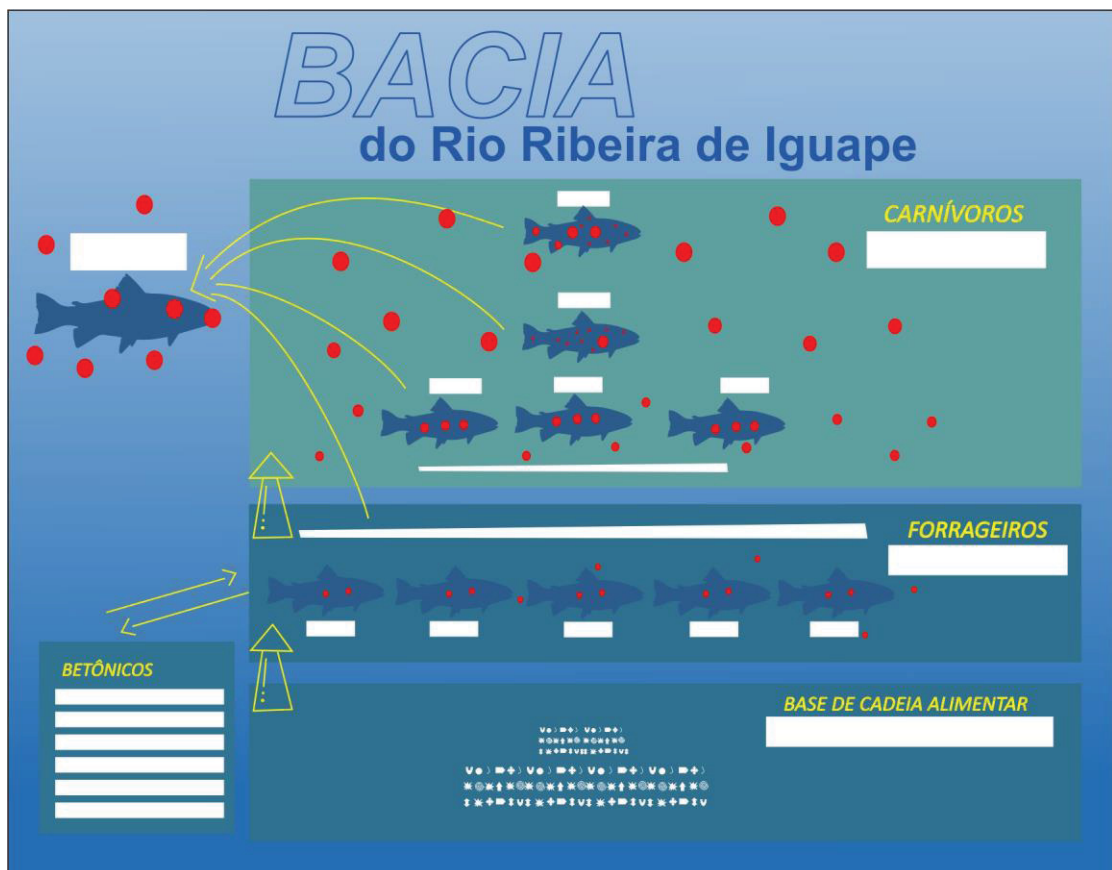 BACIA
do Rio Ribeira de Iguape
CARNÍVOROS
FORRAGEIROS
BETÔNICOS
BASE DE CADEIA ALIMENTAR